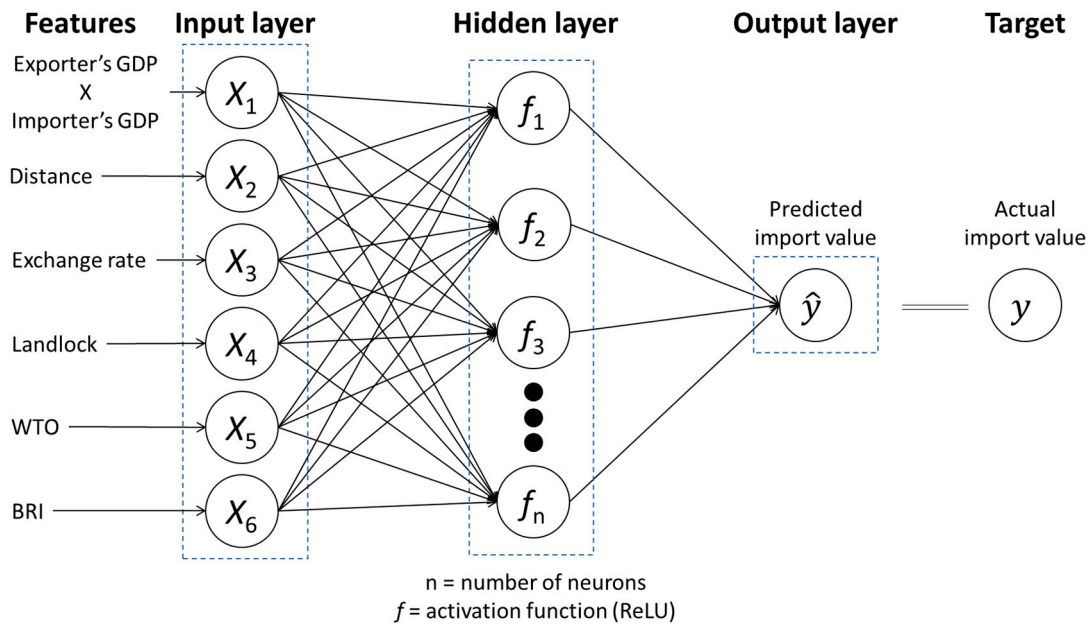 Features
Input layer
Hidden layer
Output layer
Target
Exporter's GDP
X
Importer's GDP
Distance
Exchange rate
Landlock
WTO
BRI
X1
X2
X3
X4
X5
X6
f1
f2
f3
fn
n = number of neurons
f = activation function (ReLU)
Predicted
import value
ŷ
Actual
import value
y